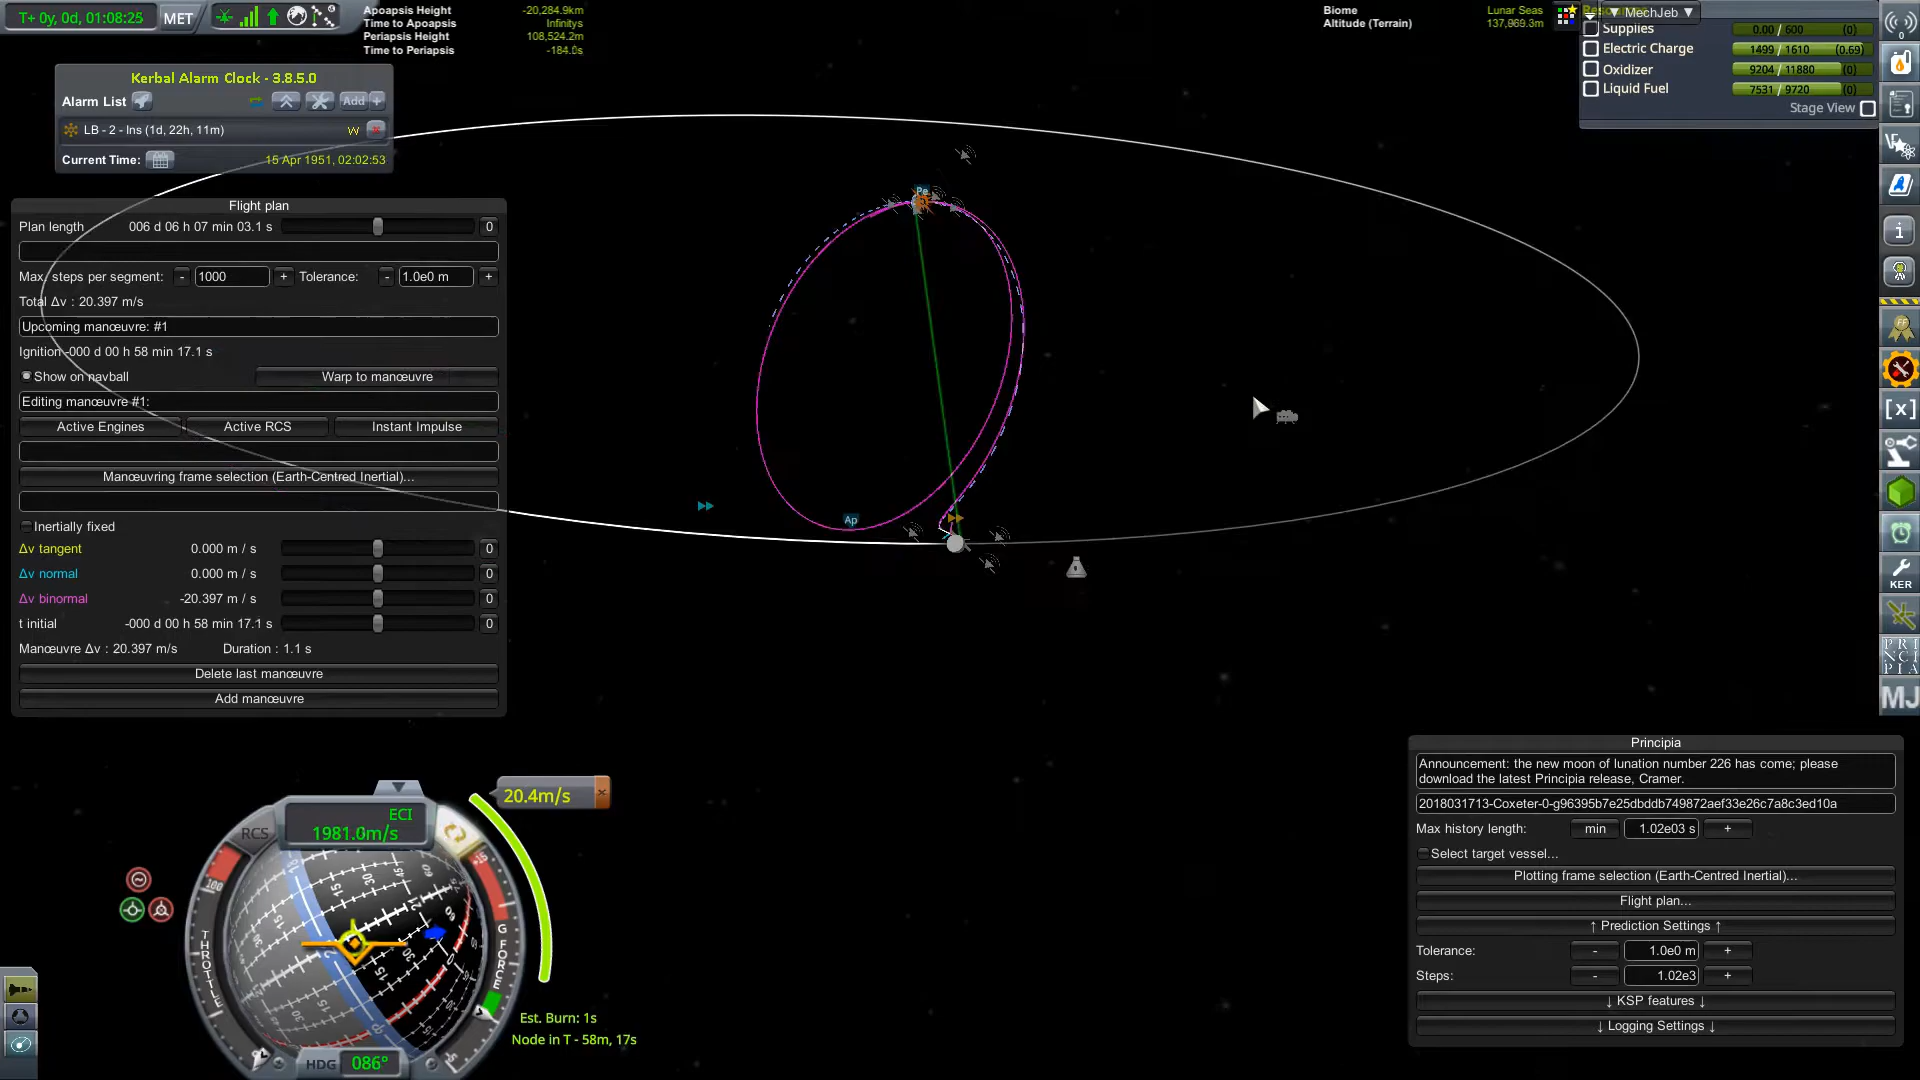 T+ 0y, 0d, 01:08:25 MET
Apoapsis Height -20,284.9km
Time to Apoapsis Infinitys
Periapsis Height 108,524.2m
Time to Periapsis -184.0s
Biome Lunar Seas
Altitude (Terrain) 137,969.3m
▼ MechJeb ▼
Supplies 0.00 / 600 (0)
Electric Charge 1499 / 1610 (0.69)
Oxidizer 9204 / 11880 (0)
Liquid Fuel 7531 / 9720 (0)
Stage View
Kerbal Alarm Clock - 3.8.5.0
Alarm List Add +
LB - 2 - Ins (1d, 22h, 11m) W
Current Time: 15 Apr 1951, 02:02:53
Flight plan
Plan length 006 d 06 h 07 min 03.1 s 0
Max. steps per segment: - 1000 + Tolerance: - 1.0e0 m +
Total Δv : 20.397 m/s
Upcoming manœuvre: #1
Ignition -000 d 00 h 58 min 17.1 s
Show on navball Warp to manœuvre
Editing manœuvre #1:
Active Engines Active RCS Instant Impulse
Manœuvring frame selection (Earth-Centred Inertial)...
Inertially fixed
Δv tangent 0.000 m / s 0
Δv normal 0.000 m / s 0
Δv binormal -20.397 m / s 0
t initial -000 d 00 h 58 min 17.1 s 0
Manœuvre Δv : 20.397 m/s Duration : 1.1 s
Delete last manœuvre
Add manœuvre
Pe
Ap
i
[x]
KER
PRI
NCI
PIA
MJ
Principia
Announcement: the new moon of lunation number 226 has come; please
download the latest Principia release, Cramer.
2018031713-Coxeter-0-g96395b7e25dbddb749872aef33e26c7a8c3ed10a
Max history length: min 1.02e03 s +
Select target vessel...
Plotting frame selection (Earth-Centred Inertial)...
Flight plan...
↑ Prediction Settings ↑
Tolerance: - 1.0e0 m +
Steps: - 1.02e3 +
↓ KSP features ↓
↓ Logging Settings ↓
20.4m/s
RCS
ECI
1981.0m/s
THROTTLE
G FORCE
HDG 086°
Est. Burn: 1s
Node in T - 58m, 17s